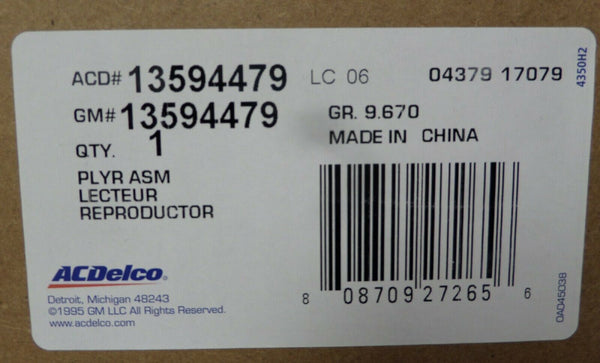 ACD# 13594479 LC 06 04379 17079
4350H2
GM# 13594479 GR. 9.670
QTY. 1 MADE IN CHINA
PLYR ASM
LECTEUR
REPRODUCTOR
ACDelco®
Detroit, Michigan 48243
©1995 GM LLC All Rights Reserved.
www.acdelco.com
8 08709 27265 6
0AD4503B